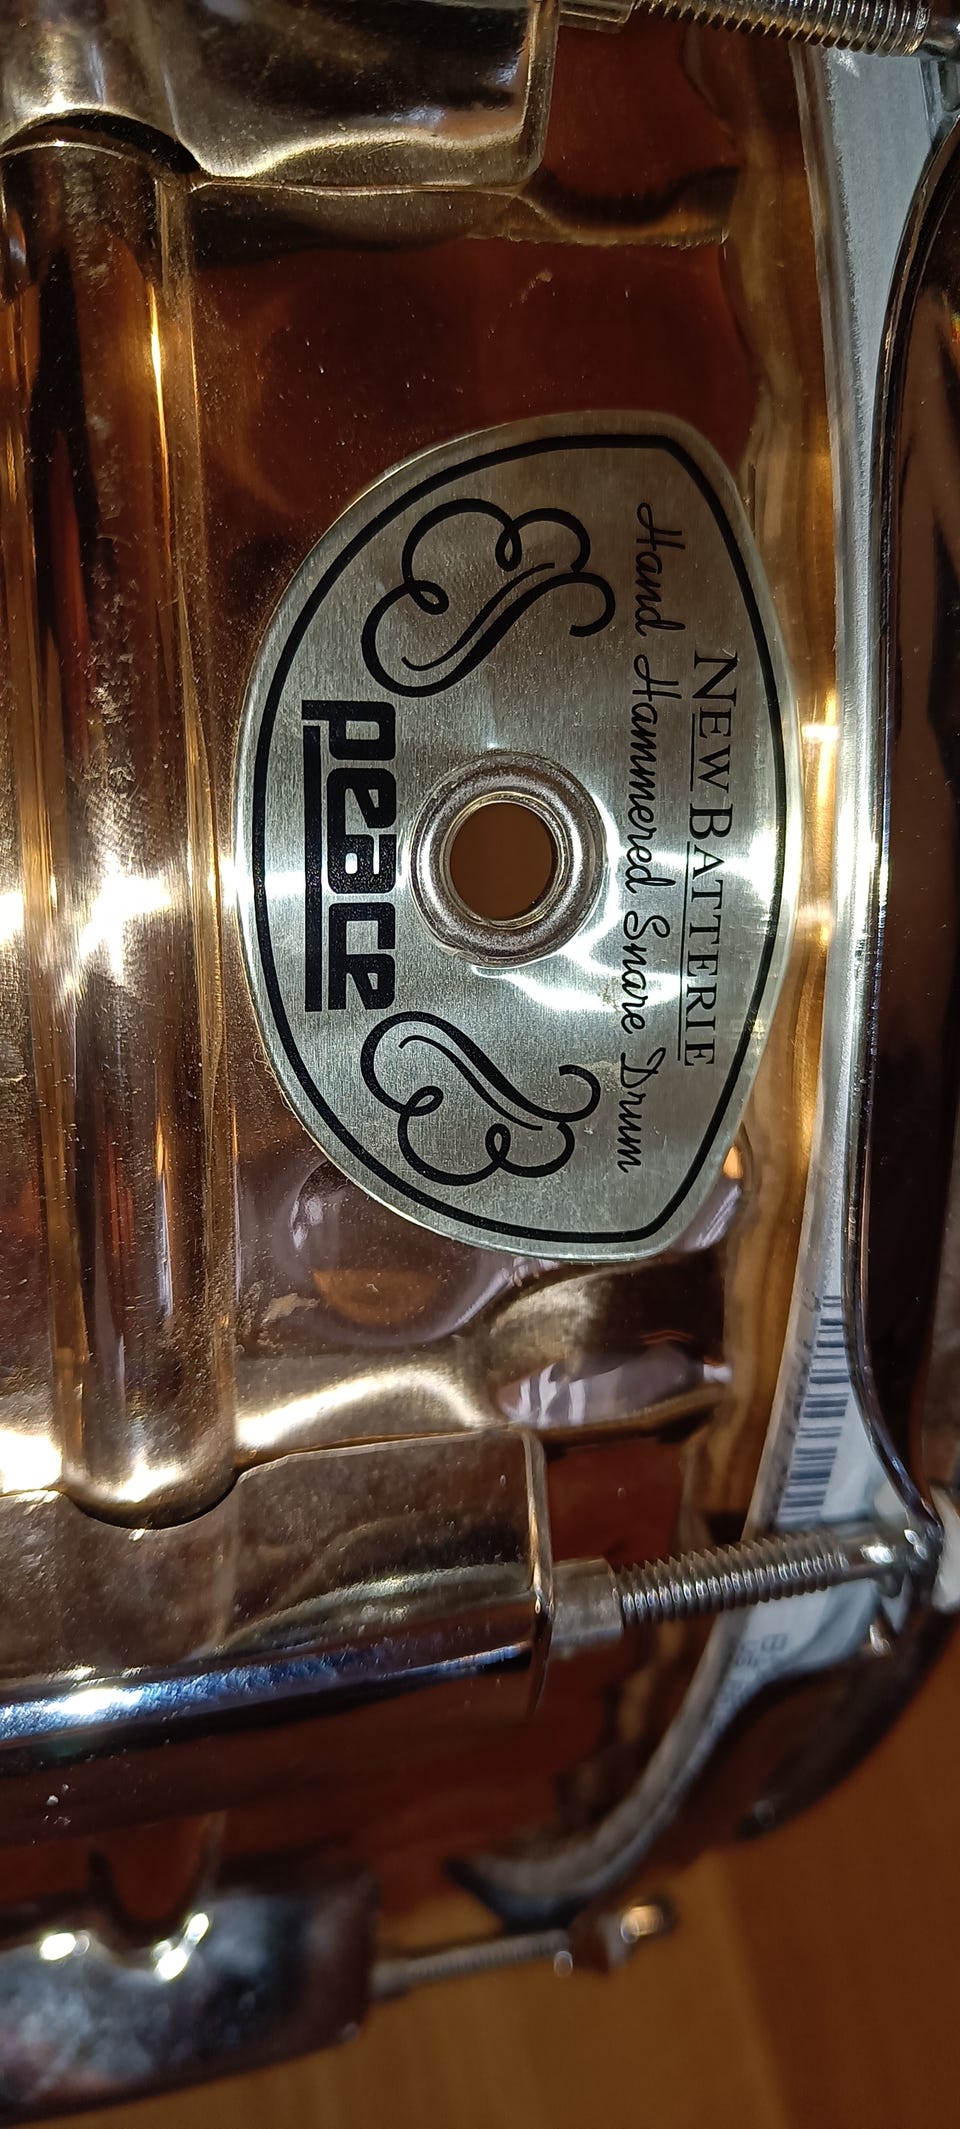 NEW BATTERIE
Hand Hammered Snare Drum
peace